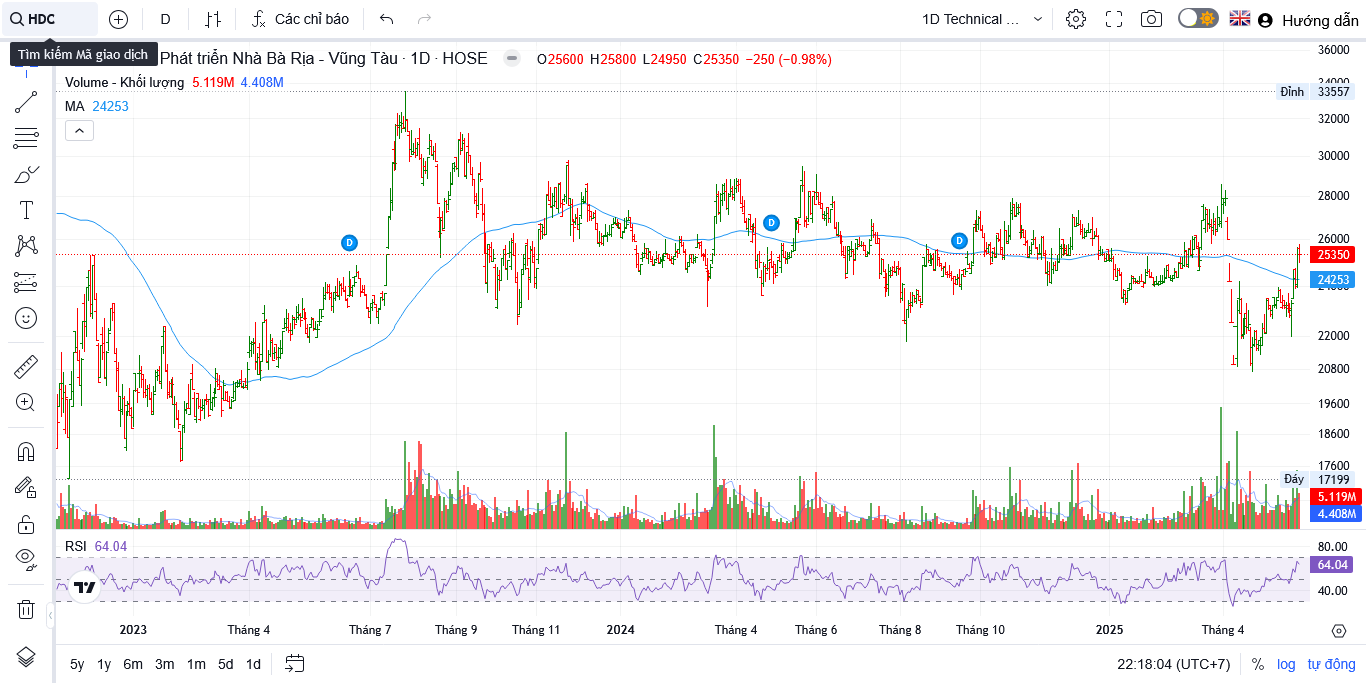 HDC
D
Các chỉ báo
1D Technical ...
Hướng dẫn
Tìm kiếm Mã giao dịch
Phát triển Nhà Bà Rịa - Vũng Tàu · 1D · HOSE
O25600 H25800 L24950 C25350 −250 (−0.98%)
Volume - Khối lượng 5.119M 4.408M
MA 24253
36000
34000
Đỉnh 33557
32000
30000
28000
26000
25350
24253
24000
22000
20800
19600
18600
17600
Đáy 17199
5.119M
4.408M
D
D
D
RSI 64.04
80.00
64.04
40.00
2023
Tháng 4
Tháng 7
Tháng 9
Tháng 11
2024
Tháng 4
Tháng 6
Tháng 8
Tháng 10
2025
Tháng 4
5y 1y 6m 3m 1m 5d 1d
22:18:04 (UTC+7)
% log tự động